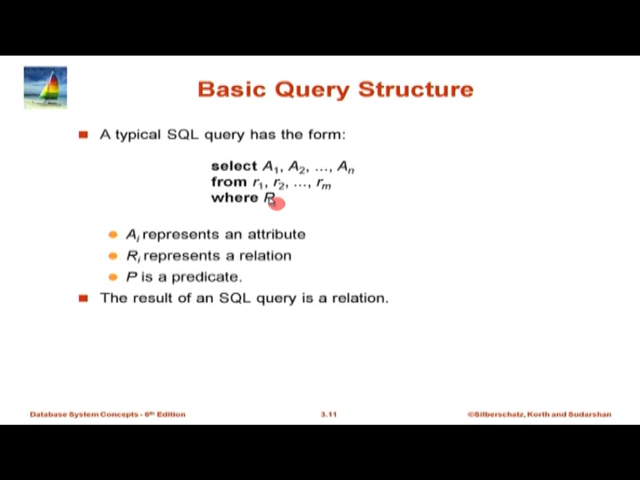 Basic Query Structure
A typical SQL query has the form:
select A1, A2, ..., An
from r1, r2, ..., rm
where P
Ai represents an attribute
Ri represents a relation
P is a predicate.
The result of an SQL query is a relation.
Database System Concepts - 6th Edition
3.11
©Silberschatz, Korth and Sudarshan